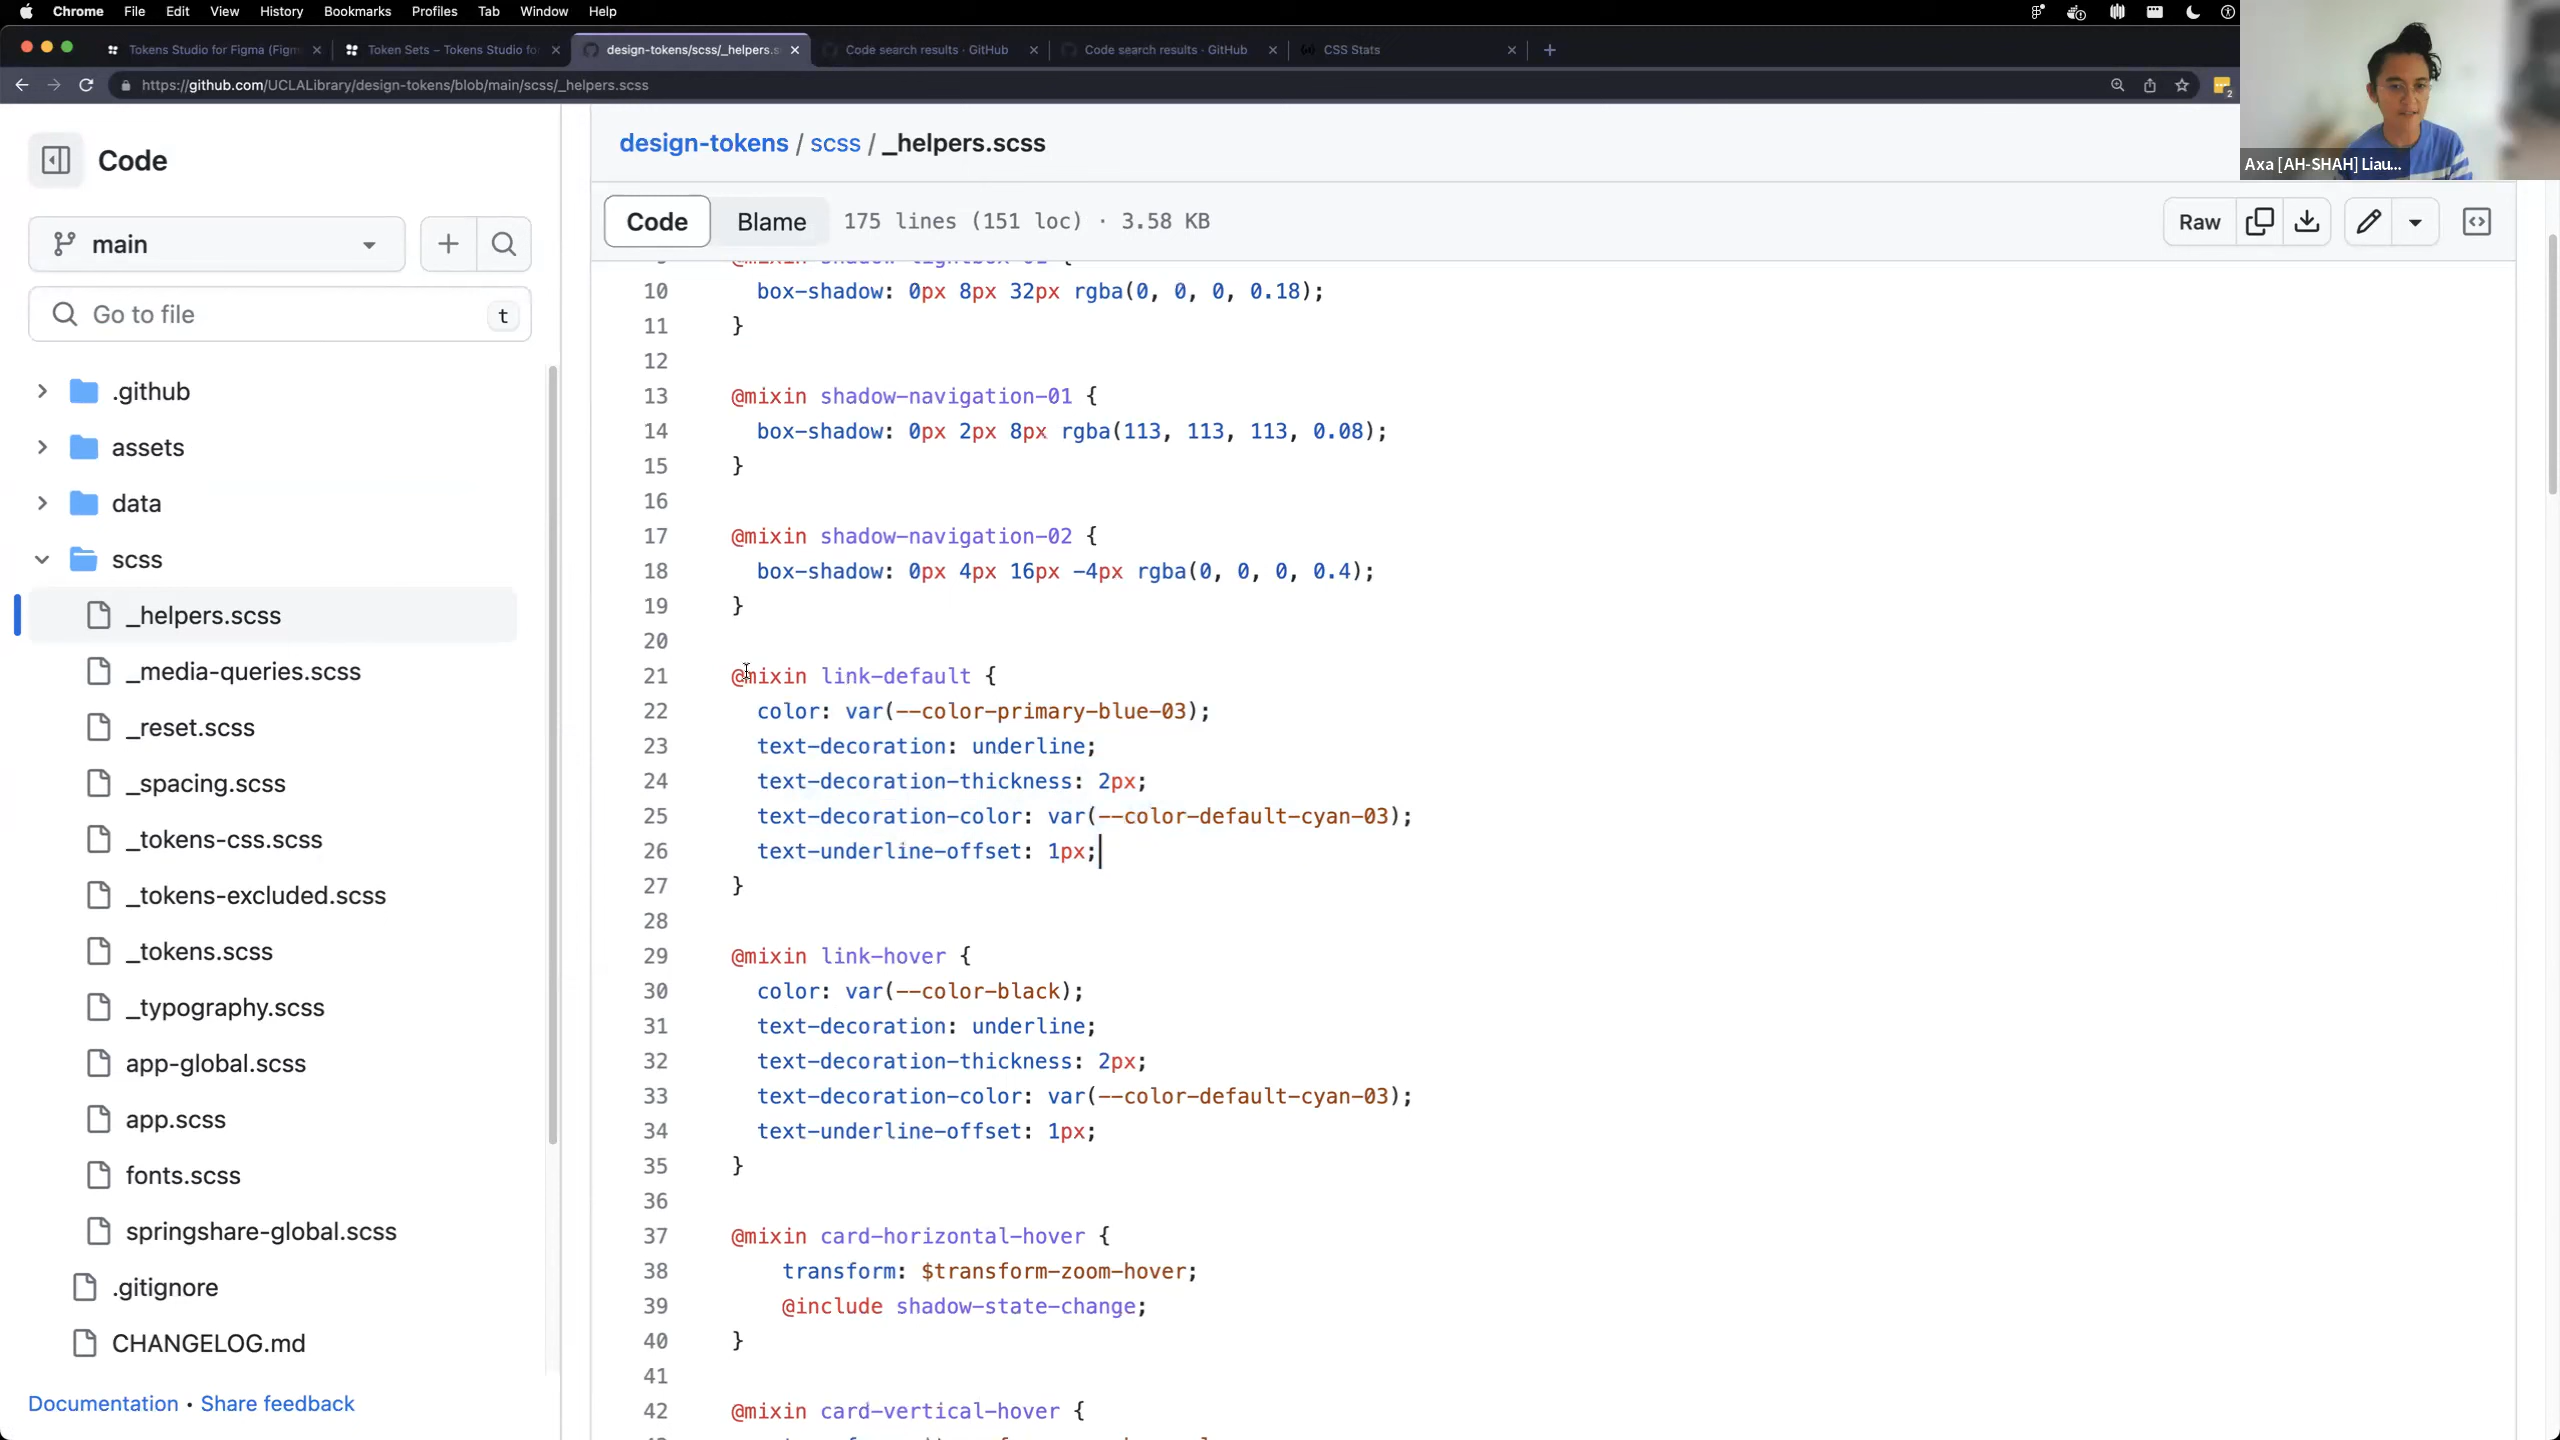 Chrome File Edit View History Bookmarks Profiles Tab Window Help
Tokens Studio for Figma (Figm
Token Sets – Tokens Studio fo
design-tokens/scss/_helpers.s
Code search results · GitHub
Code search results · GitHub
CSS Stats
https://github.com/UCLALibrary/design-tokens/blob/main/scss/_helpers.scss
2
Axa [AH-SHAH] Liau...
Code
main
Go to file
t
.github
assets
data
scss
_helpers.scss
_media-queries.scss
_reset.scss
_spacing.scss
_tokens-css.scss
_tokens-excluded.scss
_tokens.scss
_typography.scss
app-global.scss
app.scss
fonts.scss
springshare-global.scss
.gitignore
CHANGELOG.md
Documentation • Share feedback
design-tokens / scss / _helpers.scss
Code Blame 175 lines (151 loc) · 3.58 KB
Raw
10 box-shadow: 0px 8px 32px rgba(0, 0, 0, 0.18);
11 }
12
13 @mixin shadow-navigation-01 {
14 box-shadow: 0px 2px 8px rgba(113, 113, 113, 0.08);
15 }
16
17 @mixin shadow-navigation-02 {
18 box-shadow: 0px 4px 16px -4px rgba(0, 0, 0, 0.4);
19 }
20
21 @mixin link-default {
22 color: var(--color-primary-blue-03);
23 text-decoration: underline;
24 text-decoration-thickness: 2px;
25 text-decoration-color: var(--color-default-cyan-03);
26 text-underline-offset: 1px;
27 }
28
29 @mixin link-hover {
30 color: var(--color-black);
31 text-decoration: underline;
32 text-decoration-thickness: 2px;
33 text-decoration-color: var(--color-default-cyan-03);
34 text-underline-offset: 1px;
35 }
36
37 @mixin card-horizontal-hover {
38 transform: $transform-zoom-hover;
39 @include shadow-state-change;
40 }
41
42 @mixin card-vertical-hover {